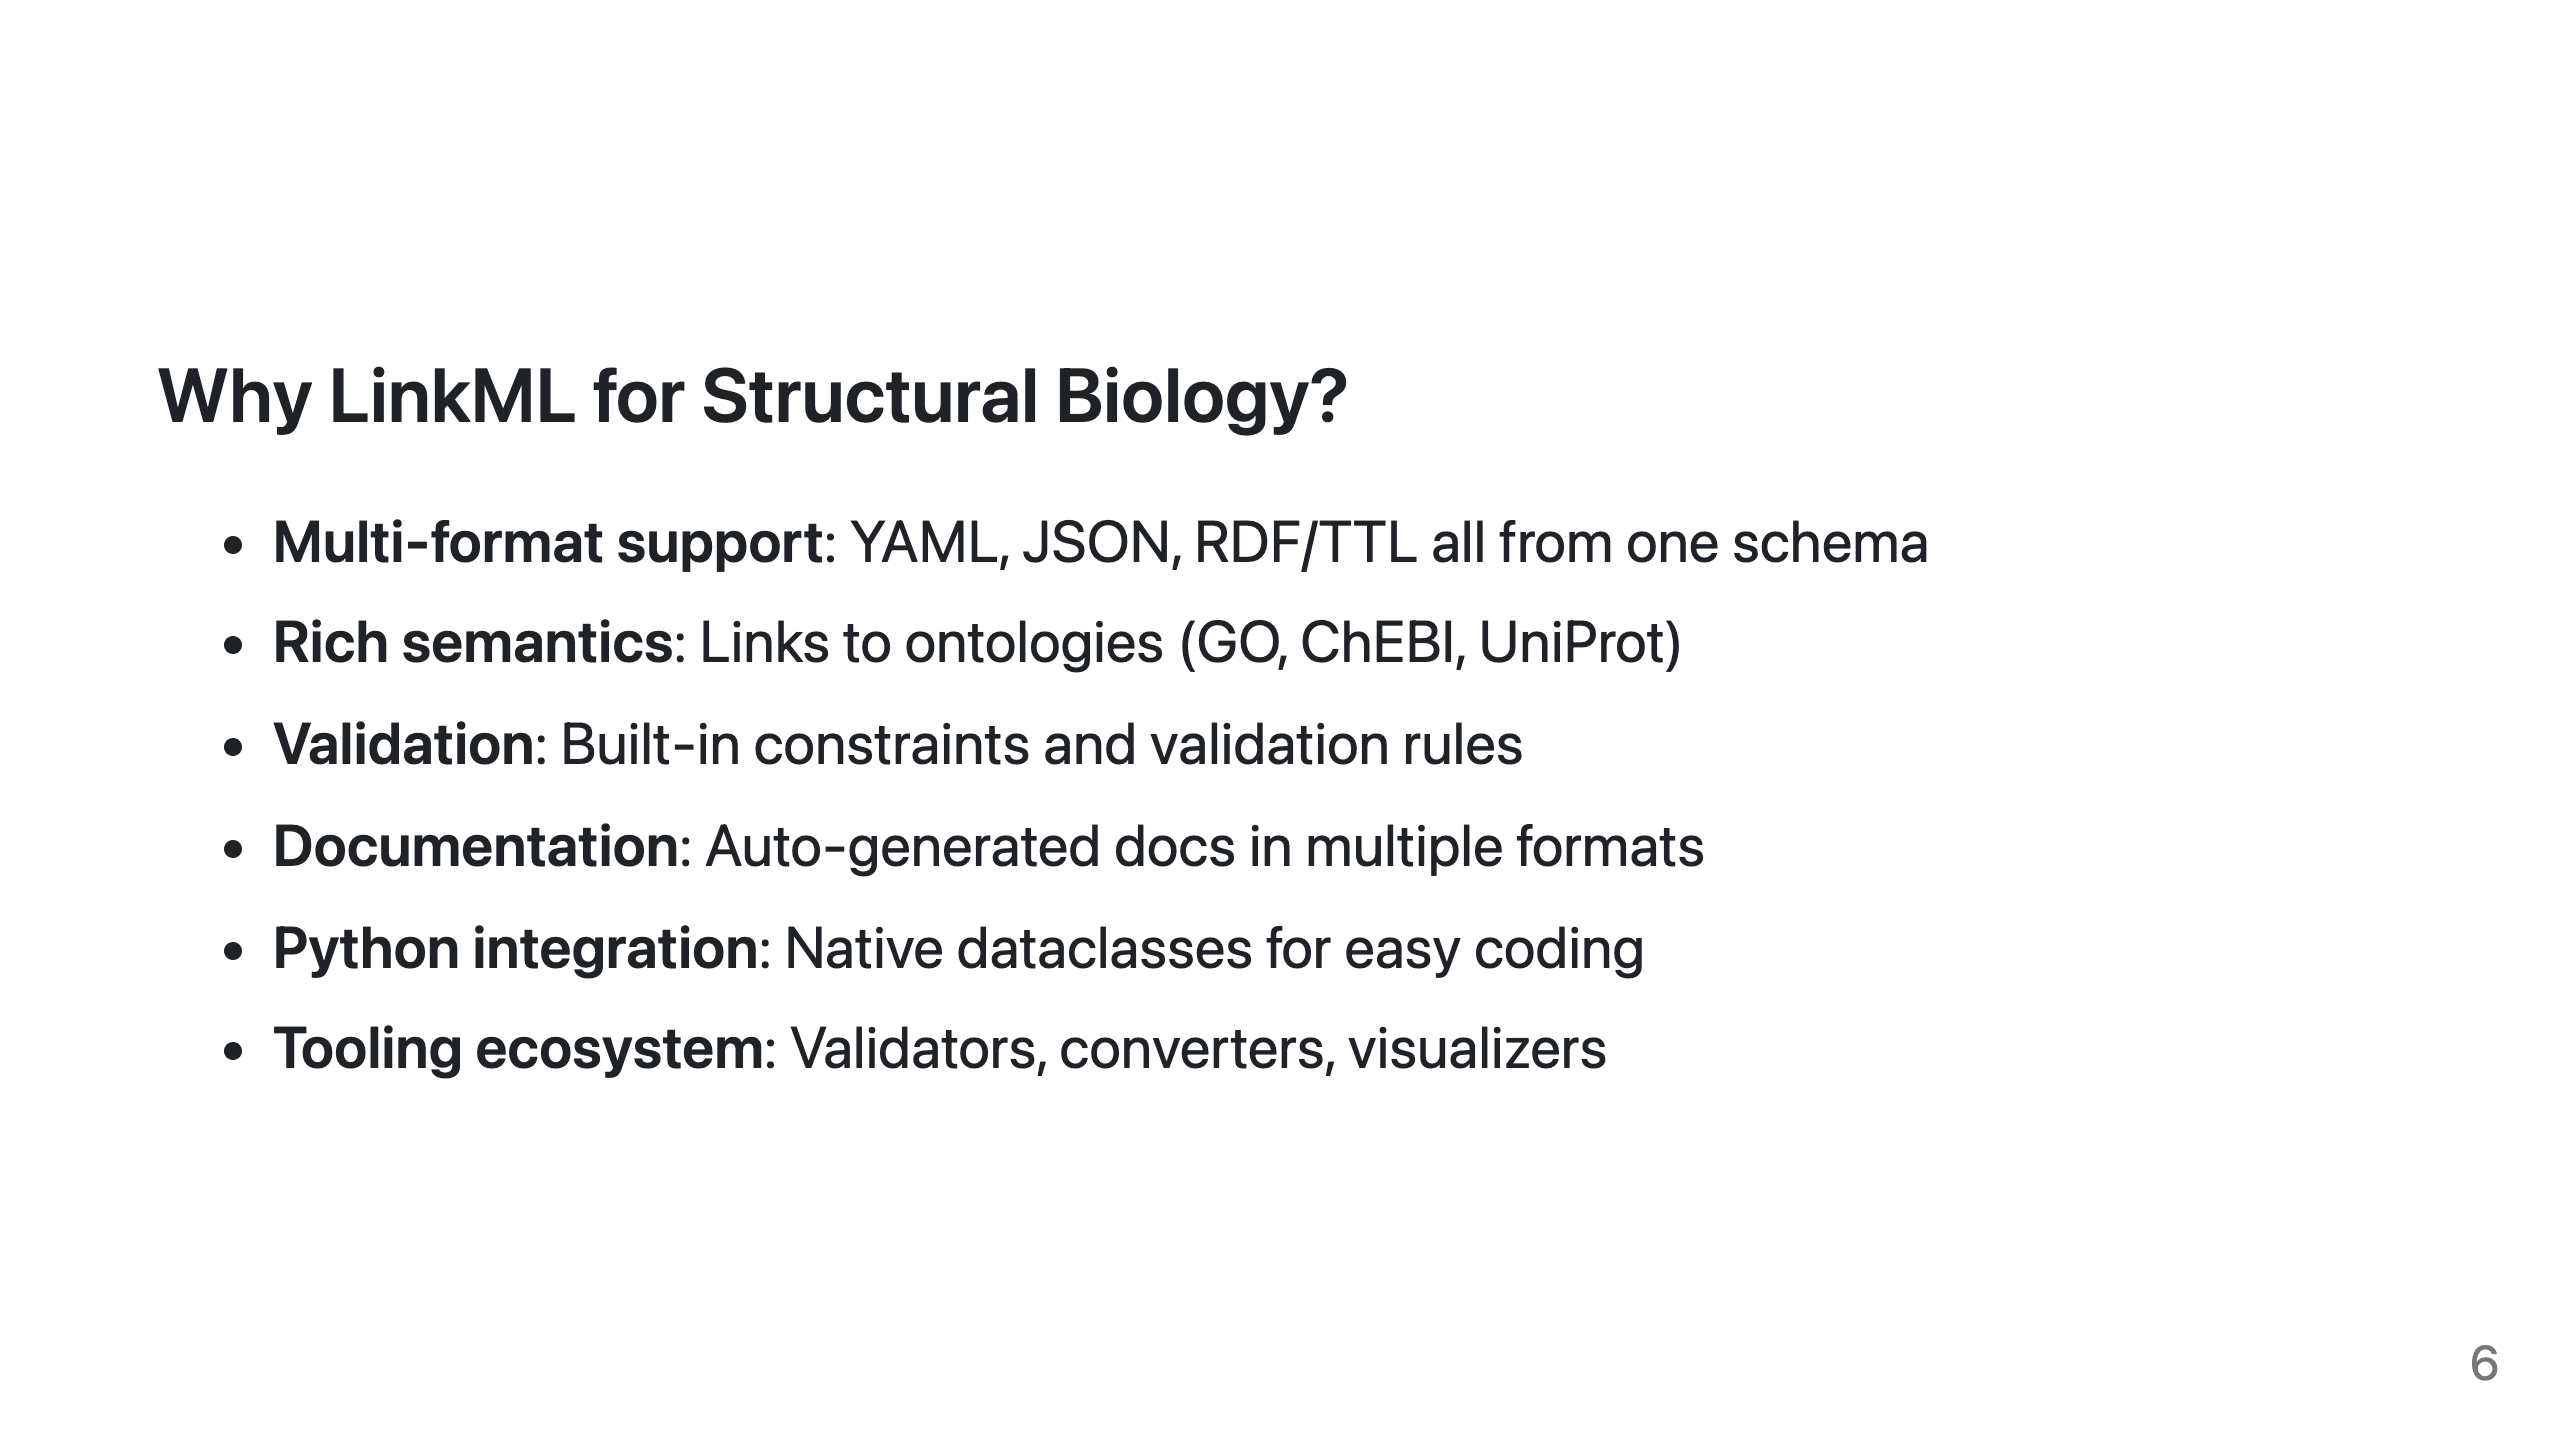 Why LinkML for Structural Biology?
• Multi-format support: YAML, JSON, RDF/TTL all from one schema
• Rich semantics: Links to ontologies (GO, ChEBI, UniProt)
• Validation: Built-in constraints and validation rules
• Documentation: Auto-generated docs in multiple formats
• Python integration: Native dataclasses for easy coding
• Tooling ecosystem: Validators, converters, visualizers
6